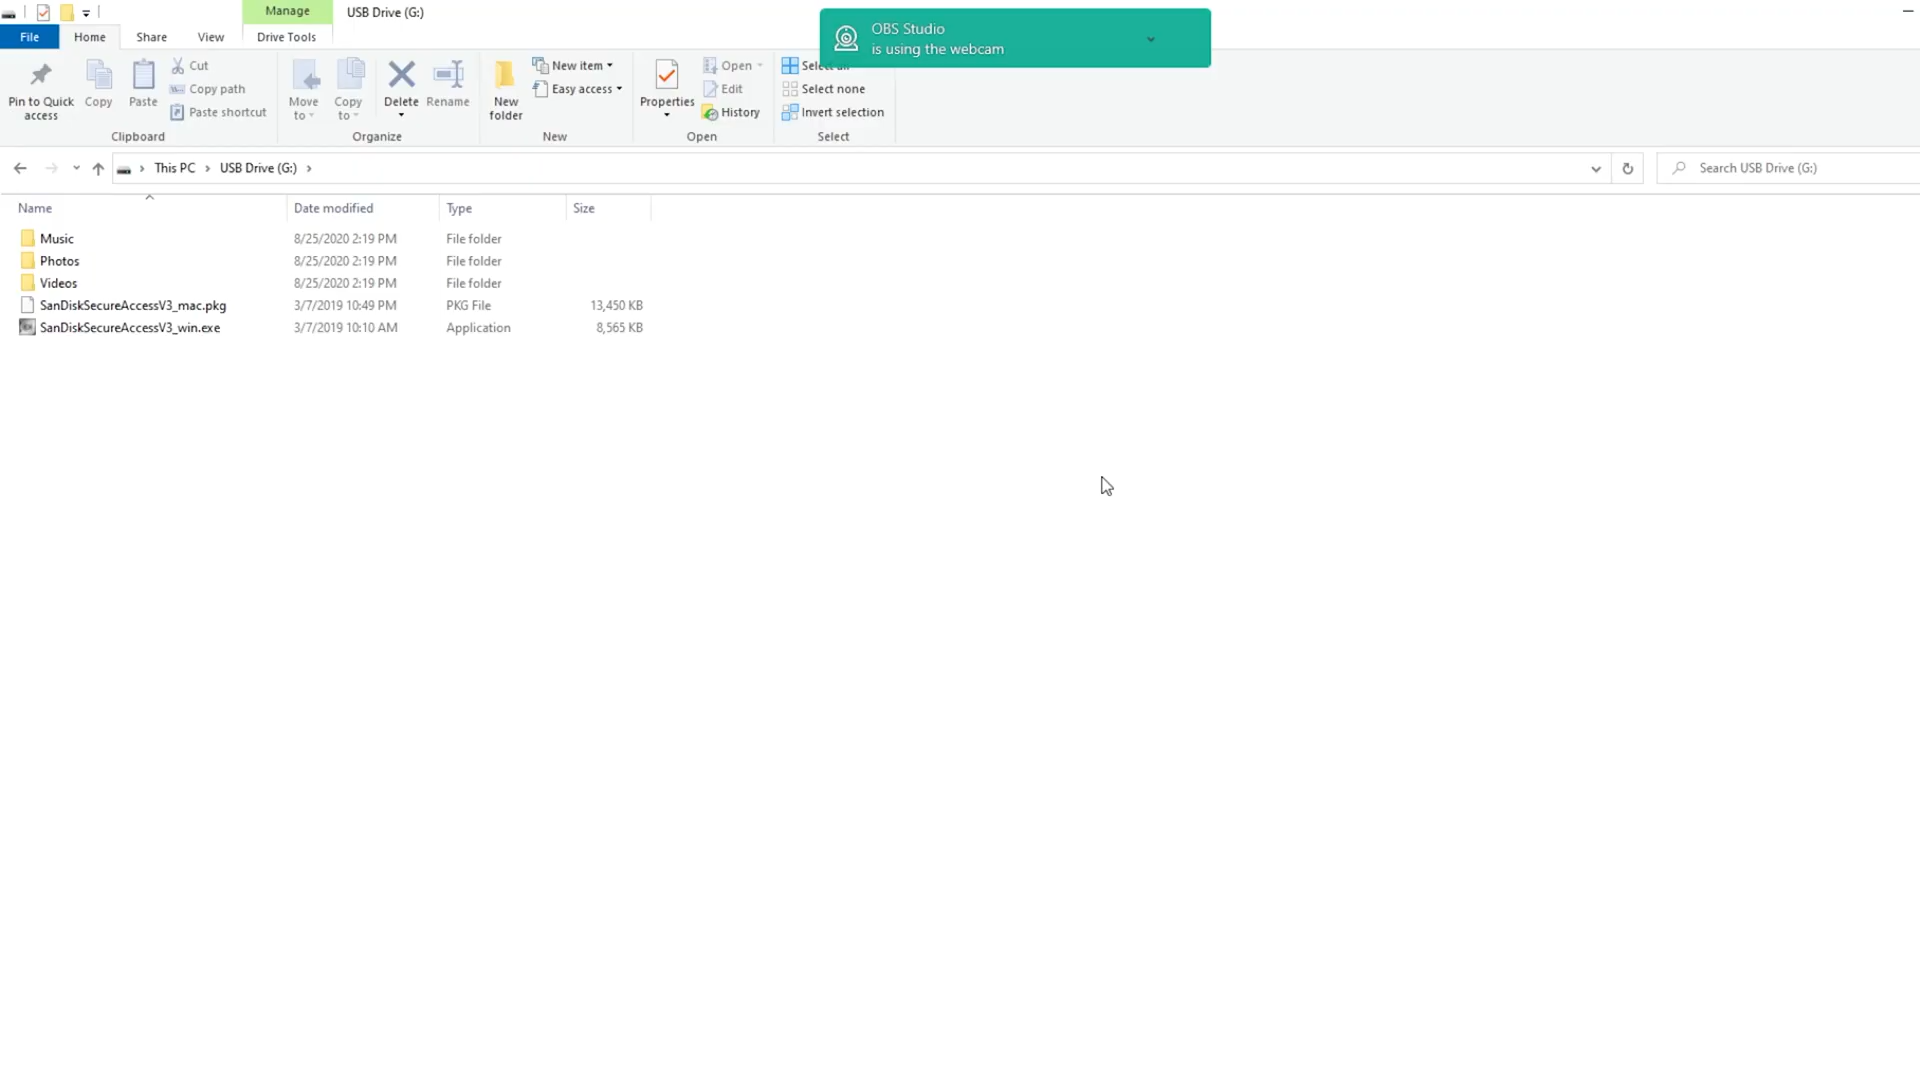 Manage
USB Drive (G:)
File
Home
Share
View
Drive Tools
OBS Studio
is using the webcam
Pin to Quick
access
Copy
Paste
Cut
Copy path
Paste shortcut
Clipboard
Move
to
Copy
to
Delete
Rename
Organize
New
folder
New item
Easy access
New
Properties
Open
Edit
History
Open
Select all
Select none
Invert selection
Select
This PC
USB Drive (G:)
Search USB Drive (G:)
Name Date modified Type Size
Music 8/25/2020 2:19 PM File folder
Photos 8/25/2020 2:19 PM File folder
Videos 8/25/2020 2:19 PM File folder
SanDiskSecureAccessV3_mac.pkg 3/7/2019 10:49 PM PKG File 13,450 KB
SanDiskSecureAccessV3_win.exe 3/7/2019 10:10 AM Application 8,565 KB